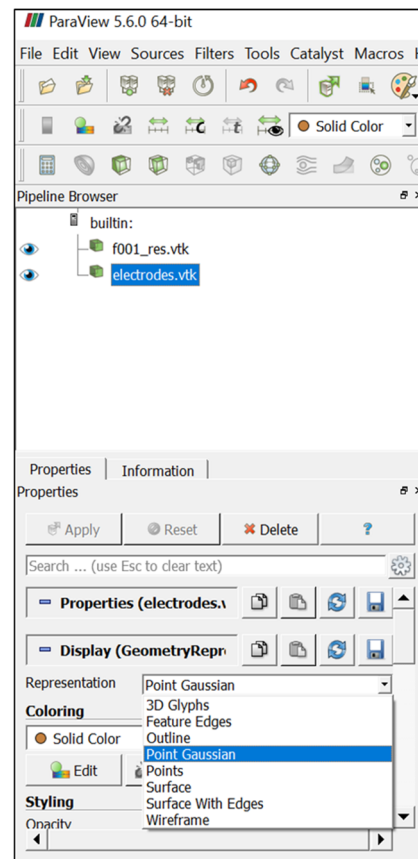 ParaView 5.6.0 64-bit
File Edit View Sources Filters Tools Catalyst Macros
Solid Color
Pipeline Browser
builtin:
f001_res.vtk
electrodes.vtk
Properties Information
Properties
Apply Reset Delete ?
Search ... (use Esc to clear text)
Properties (electrodes.v
Display (GeometryRepre
Representation Point Gaussian
3D Glyphs
Coloring
Feature Edges
Solid Color
Outline
Point Gaussian
Edit
Points
Surface
Styling
Surface With Edges
Opacity
Wireframe